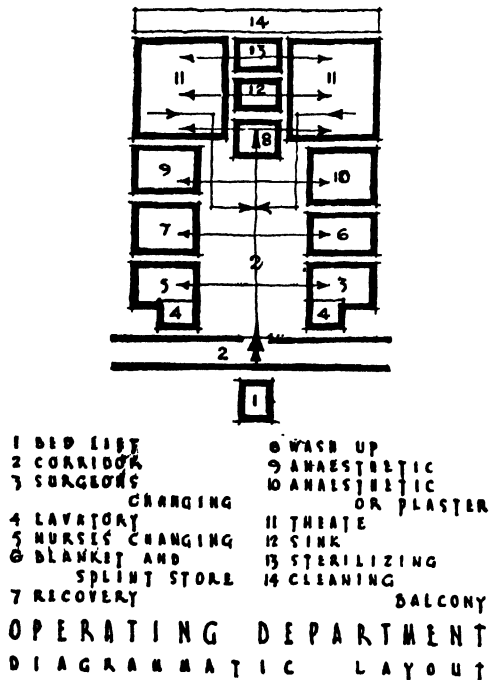 14
11
13
11
12
8
9
10
7
6
2
5
3
4
4
2
1
1 BED LIFT
2 CORRIDOR
3 SURGEONS
CHANGING
4 LAVATORY
5 NURSES CHANGING
6 BLANKET AND
SPLINT STORE
7 RECOVERY
8 WASH UP
9 ANAESTHETIC
10 ANAESTHETIC
OR PLASTER
11 THEATE
12 SINK
13 STERILIZING
14 CLEANING
BALCONY
OPERATING DEPARTMENT
DIAGRAMMATIC LAYOUT